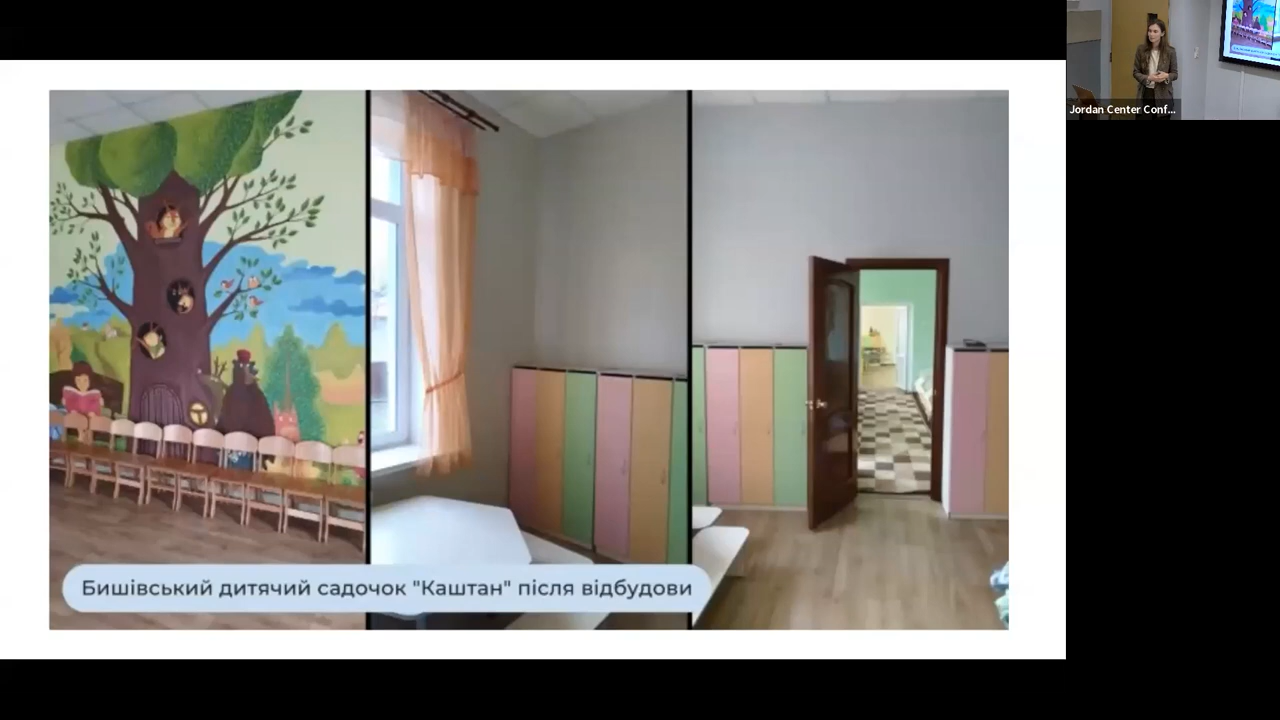 Jordan Center Conf...
Бишівський дитячий садочок "Каштан" після відбудови